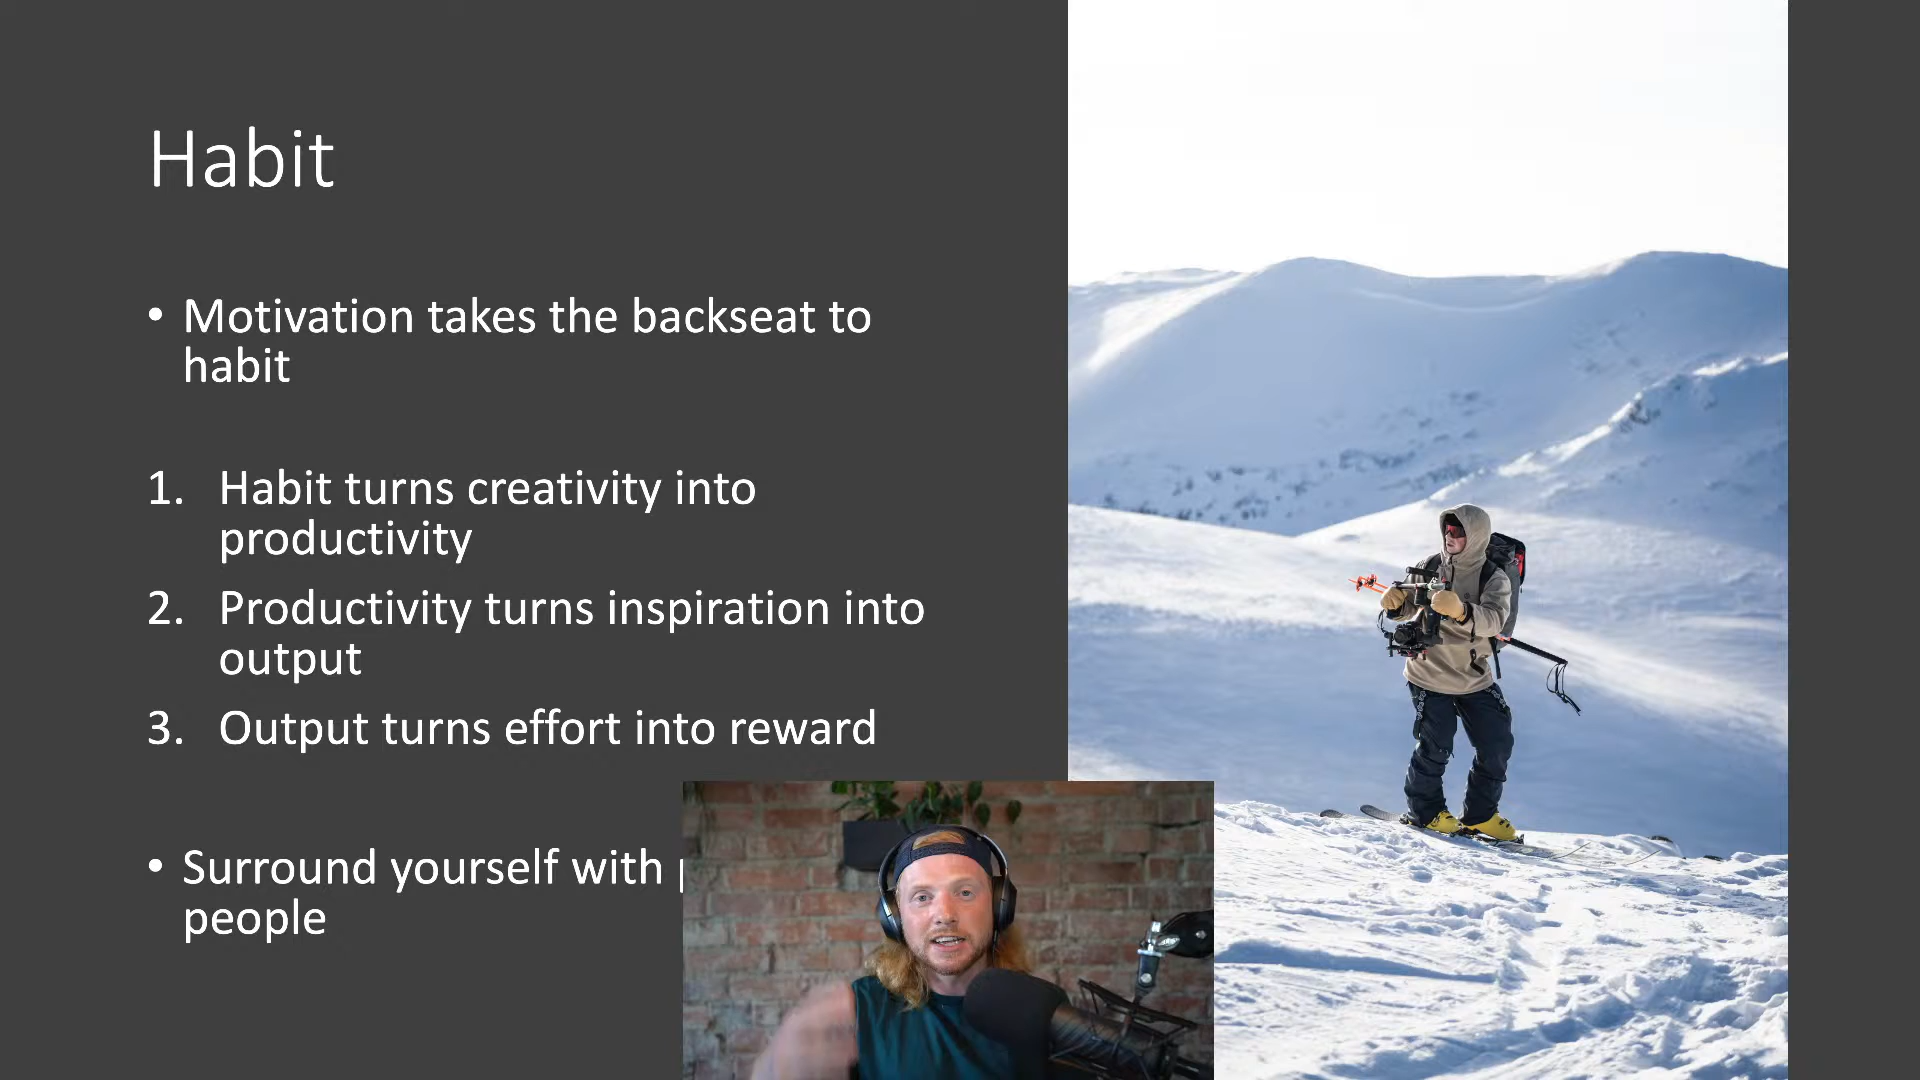 Habit
• Motivation takes the backseat to
habit
1. Habit turns creativity into
productivity
2. Productivity turns inspiration into
output
3. Output turns effort into reward
• Surround yourself with
people